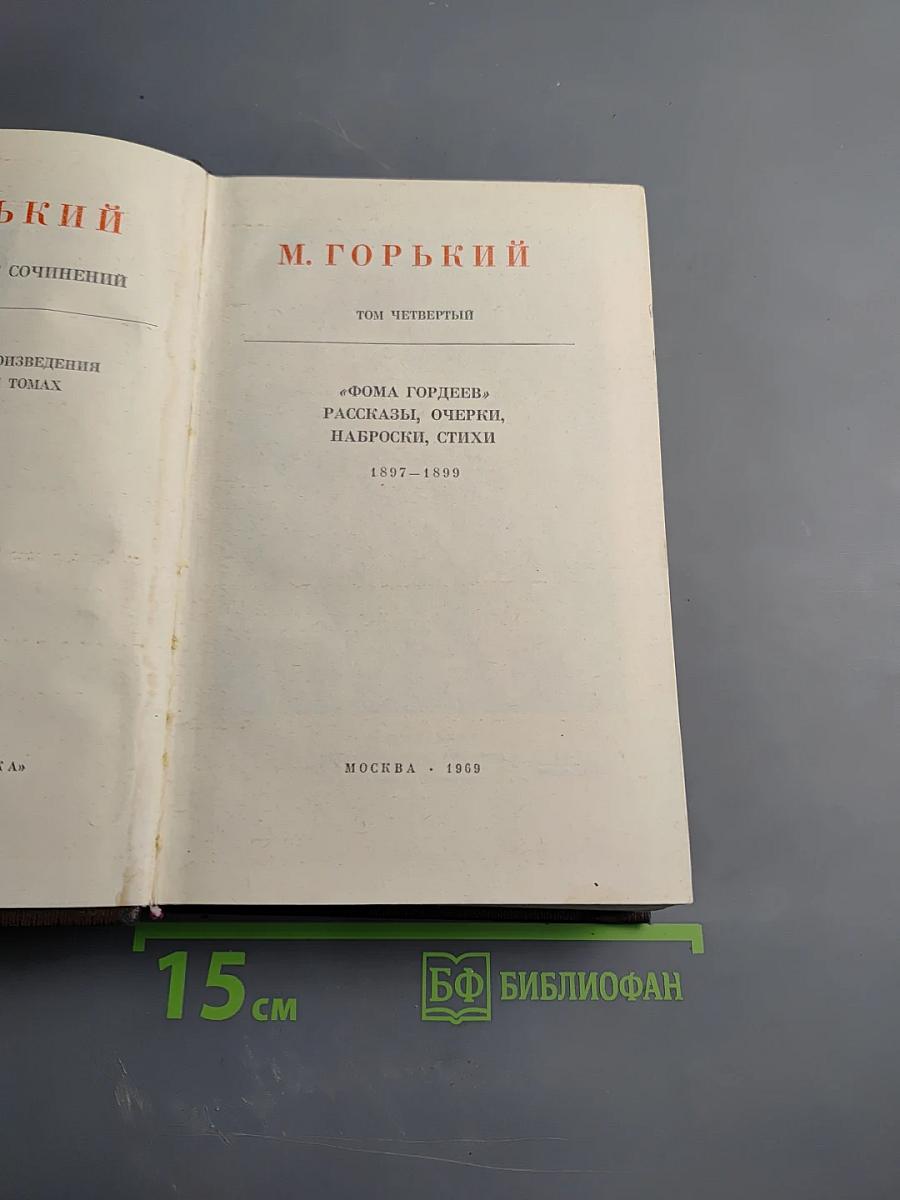 ЬКИЙ
СОЧИНЕНИЙ
ОИЗВЕДЕНИЯ
ТОМАХ
КА»
М. ГОРЬКИЙ
ТОМ ЧЕТВЕРТЫЙ
«ФОМА ГОРДЕЕВ»
РАССКАЗЫ, ОЧЕРКИ,
НАБРОСКИ, СТИХИ
1897—1899
МОСКВА · 1969
15 см
БФ БИБЛИОФАН